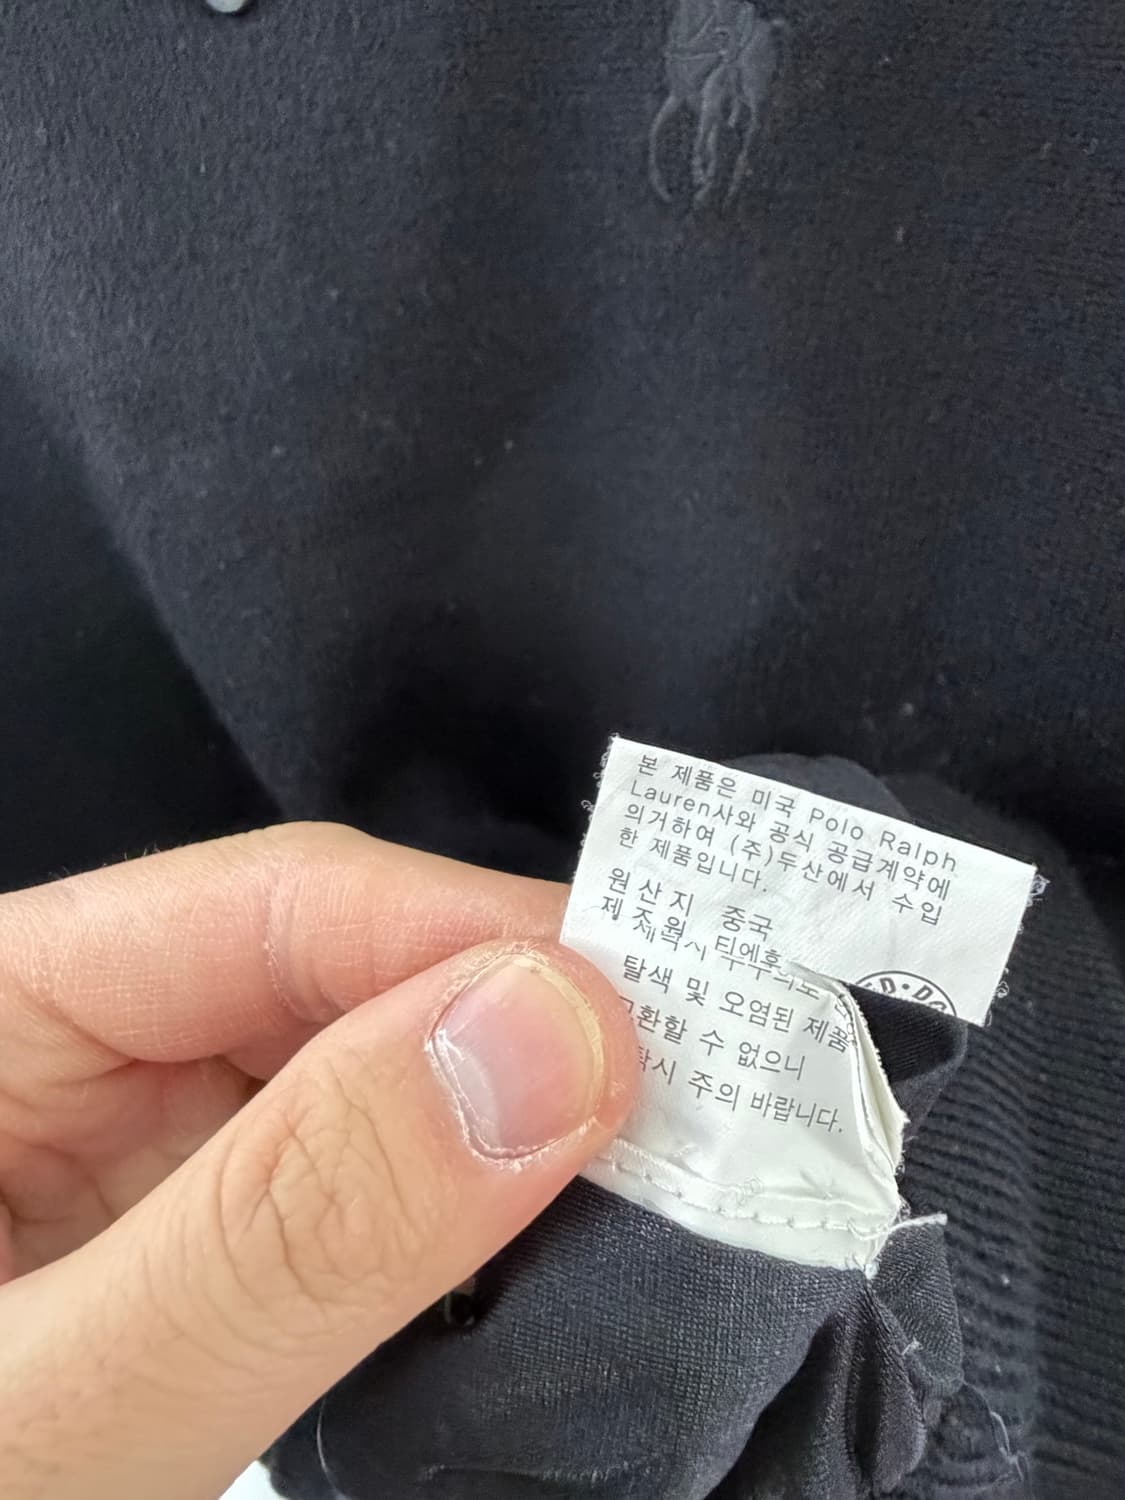 본 제품은 미국 Polo Ralph
Lauren사와 공식 공급계약에
의거하여 (주)두산에서 수입
한 제품입니다.
원산지 중국
제조원
탈색 및 오염된 제품
교환할 수 없으니
주의 바랍니다.